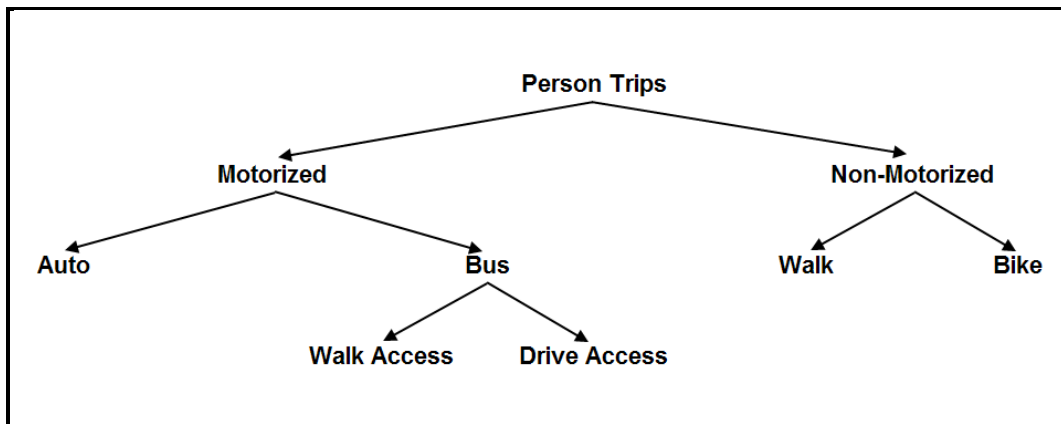 Person Trips
Motorized
Non-Motorized
Auto
Bus
Walk
Bike
Walk Access
Drive Access